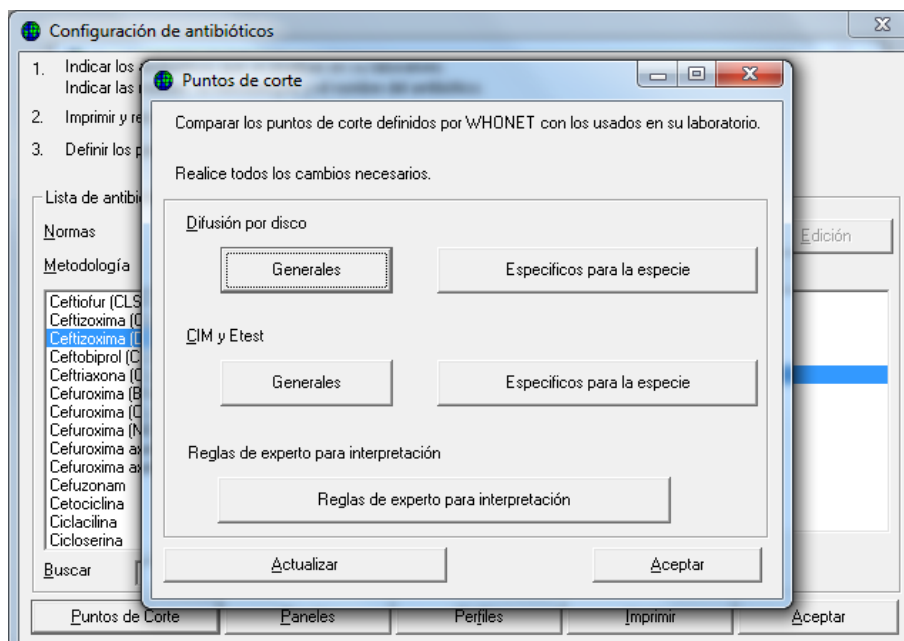 Configuración de antibióticos
1. Indicar los
Indicar las
2. Imprimir y re
3. Definir los p
Lista de antibi
Normas
Edición
Metodología
Ceftiofur (CLS
Ceftizoxima (C
Ceftizoxima (
Ceftobiprol (C
Ceftriaxona (C
Cefuroxima (B
Cefuroxima (C
Cefuroxima (N
Cefuroxima ax
Cefuroxima ax
Cefuzonam
Cetociclina
Ciclacilina
Cicloserina
Buscar
Puntos de Corte
Paneles
Perfiles
Imprimir
Aceptar
Puntos de corte
Comparar los puntos de corte definidos por WHONET con los usados en su laboratorio.
Realice todos los cambios necesarios.
Difusión por disco
Generales
Especificos para la especie
CIM y Etest
Generales
Especificos para la especie
Reglas de experto para interpretación
Reglas de experto para interpretación
Actualizar
Aceptar